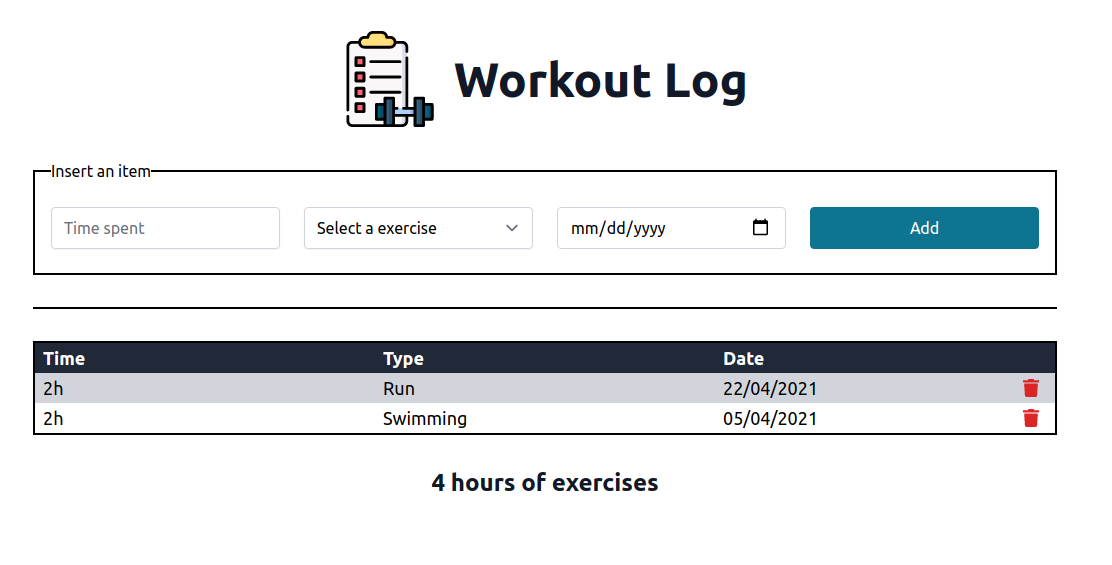 Workout Log
Insert an item
Time spent Select a exercise mm/dd/yyyy Add
Time Type Date
2h Run 22/04/2021
2h Swimming 05/04/2021
4 hours of exercises